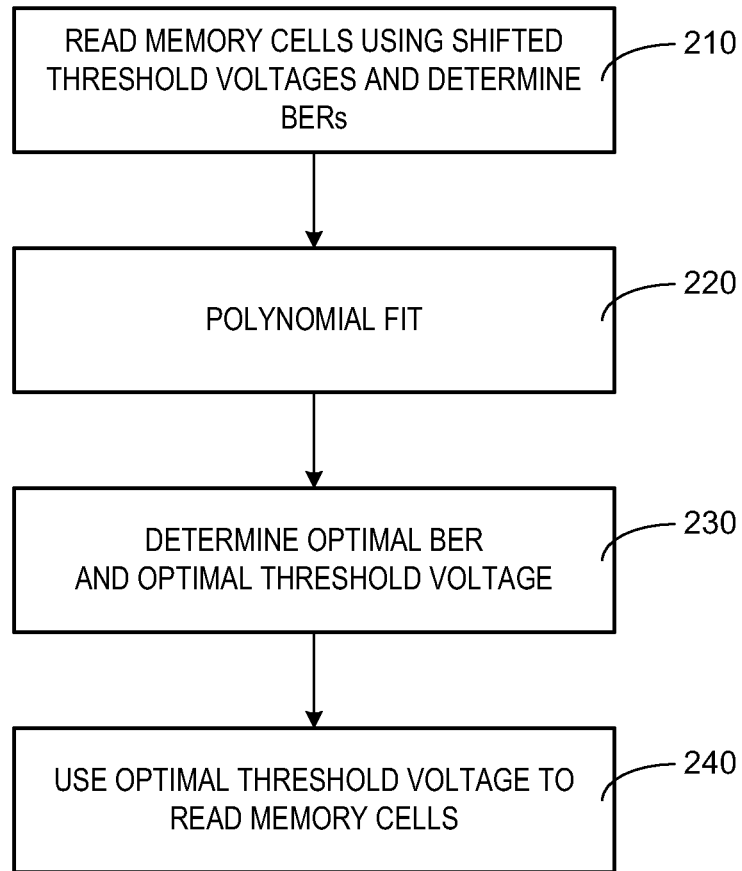 READ MEMORY CELLS USING SHIFTED
THRESHOLD VOLTAGES AND DETERMINE
BERs
210
POLYNOMIAL FIT
220
DETERMINE OPTIMAL BER
AND OPTIMAL THRESHOLD VOLTAGE
230
USE OPTIMAL THRESHOLD VOLTAGE TO
READ MEMORY CELLS
240